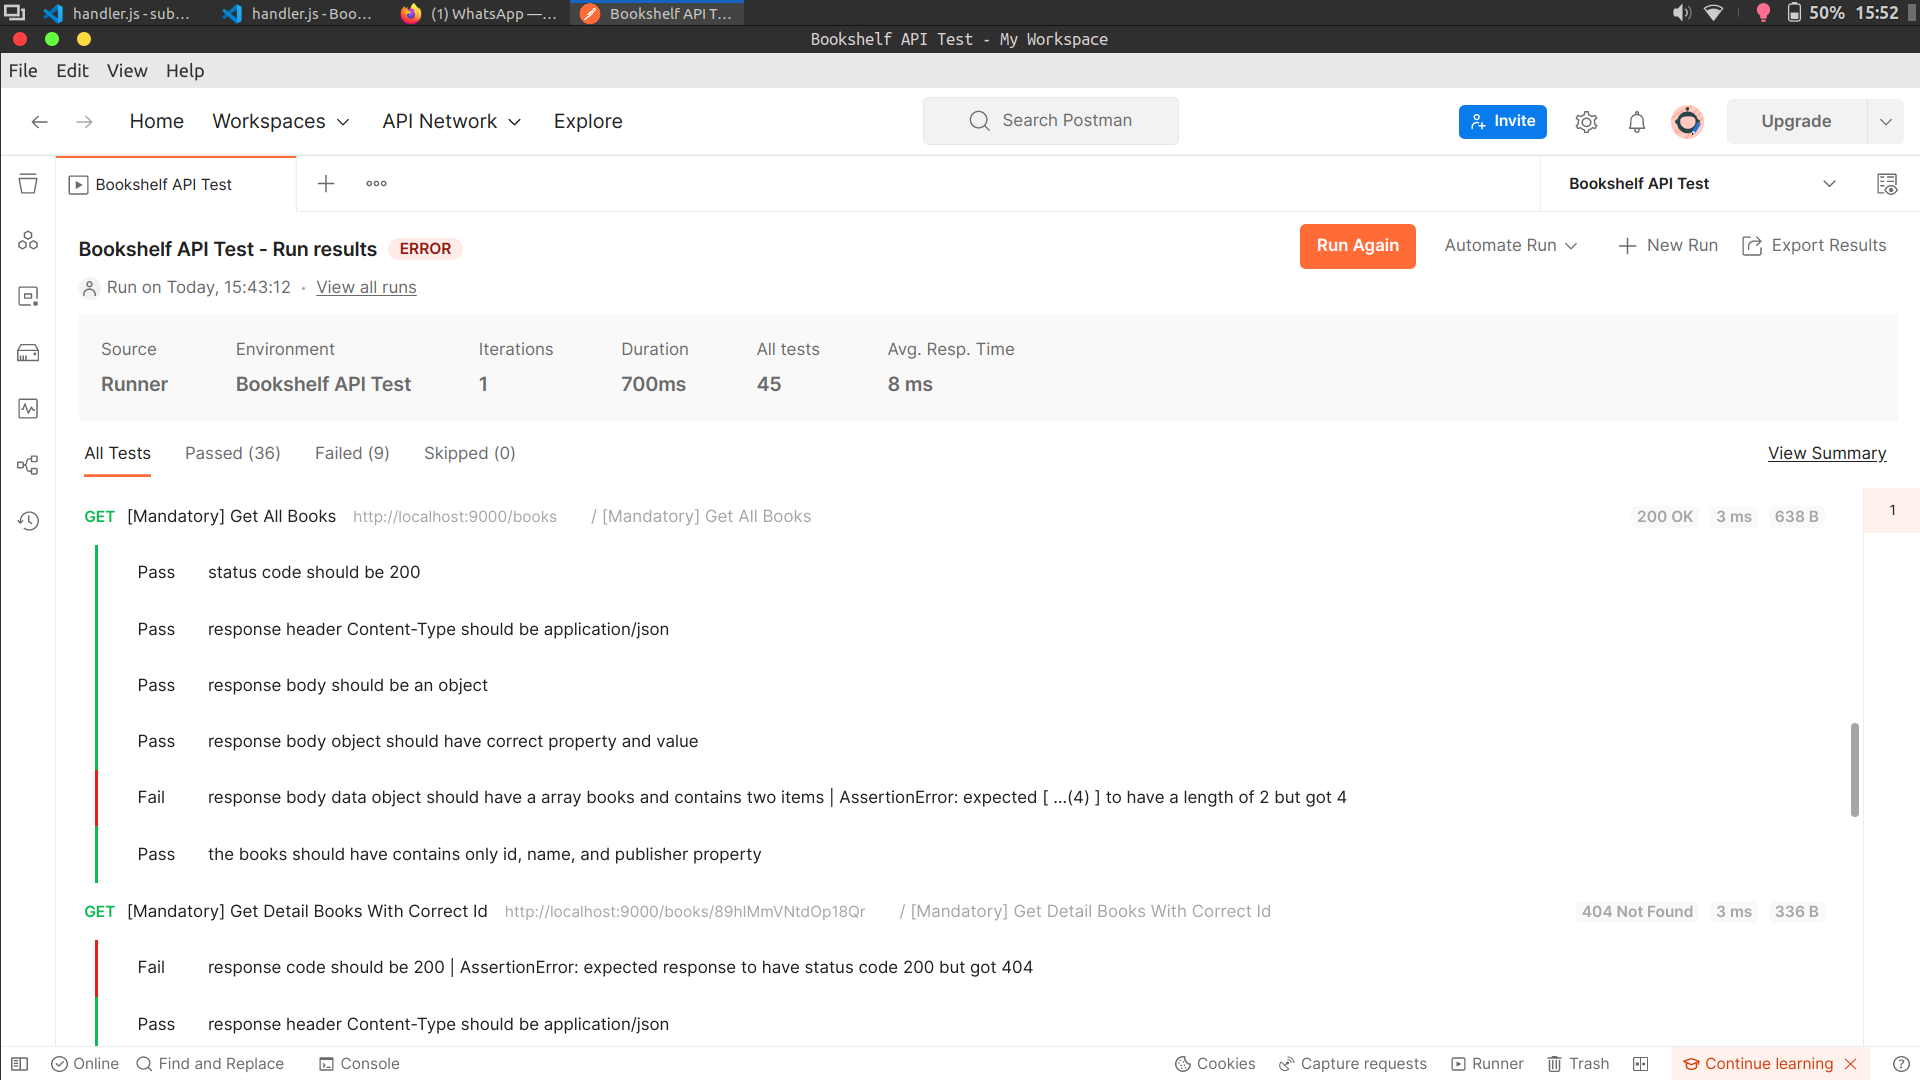 handler.js - sub...
handler.js - Boo...
(1) WhatsApp —...
Bookshelf API T...
50%
15:52
Bookshelf API Test - My Workspace
File Edit View Help
Home Workspaces API Network Explore
Search Postman
Invite
Upgrade
Bookshelf API Test
Bookshelf API Test
Bookshelf API Test - Run results ERROR
Run Again Automate Run New Run Export Results
Run on Today, 15:43:12 · View all runs
Source Environment Iterations Duration All tests Avg. Resp. Time
Runner Bookshelf API Test 1 700ms 45 8 ms
All Tests Passed (36) Failed (9) Skipped (0) View Summary
GET [Mandatory] Get All Books http://localhost:9000/books / [Mandatory] Get All Books 200 OK 3 ms 638 B
1
Pass status code should be 200
Pass response header Content-Type should be application/json
Pass response body should be an object
Pass response body object should have correct property and value
Fail response body data object should have a array books and contains two items | AssertionError: expected [ …(4) ] to have a length of 2 but got 4
Pass the books should have contains only id, name, and publisher property
GET [Mandatory] Get Detail Books With Correct Id http://localhost:9000/books/89hIMmVNtdOp18Qr / [Mandatory] Get Detail Books With Correct Id 404 Not Found 3 ms 336 B
Fail response code should be 200 | AssertionError: expected response to have status code 200 but got 404
Pass response header Content-Type should be application/json
Online Find and Replace Console Cookies Capture requests Runner Trash Continue learning